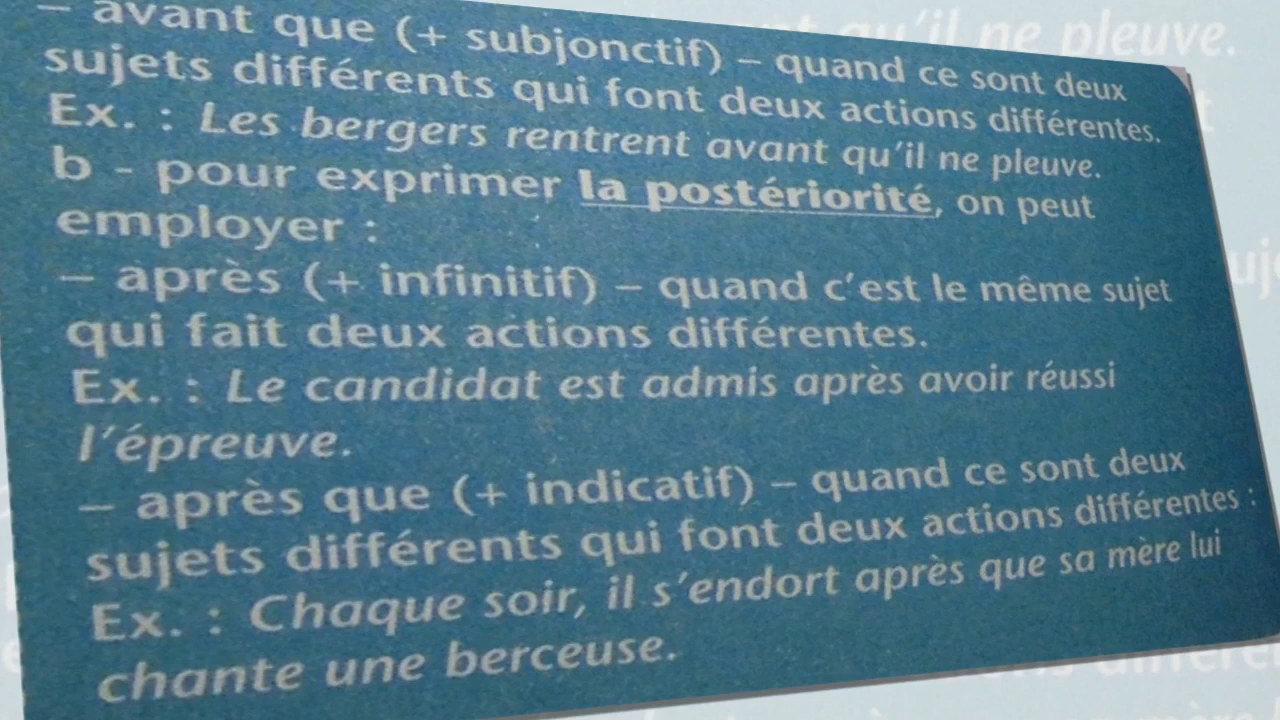 – avant que (+ subjonctif) – quand ce sont deux
sujets différents qui font deux actions différentes.
Ex. : Les bergers rentrent avant qu'il ne pleuve.
b - pour exprimer la postériorité, on peut
employer :
– après (+ infinitif) – quand c'est le même sujet
qui fait deux actions différentes.
Ex. : Le candidat est admis après avoir réussi
l'épreuve.
– après que (+ indicatif) – quand ce sont deux
sujets différents qui font deux actions différentes :
Ex. : Chaque soir, il s'endort après que sa mère lui
chante une berceuse.
qu'il ne pleuve.